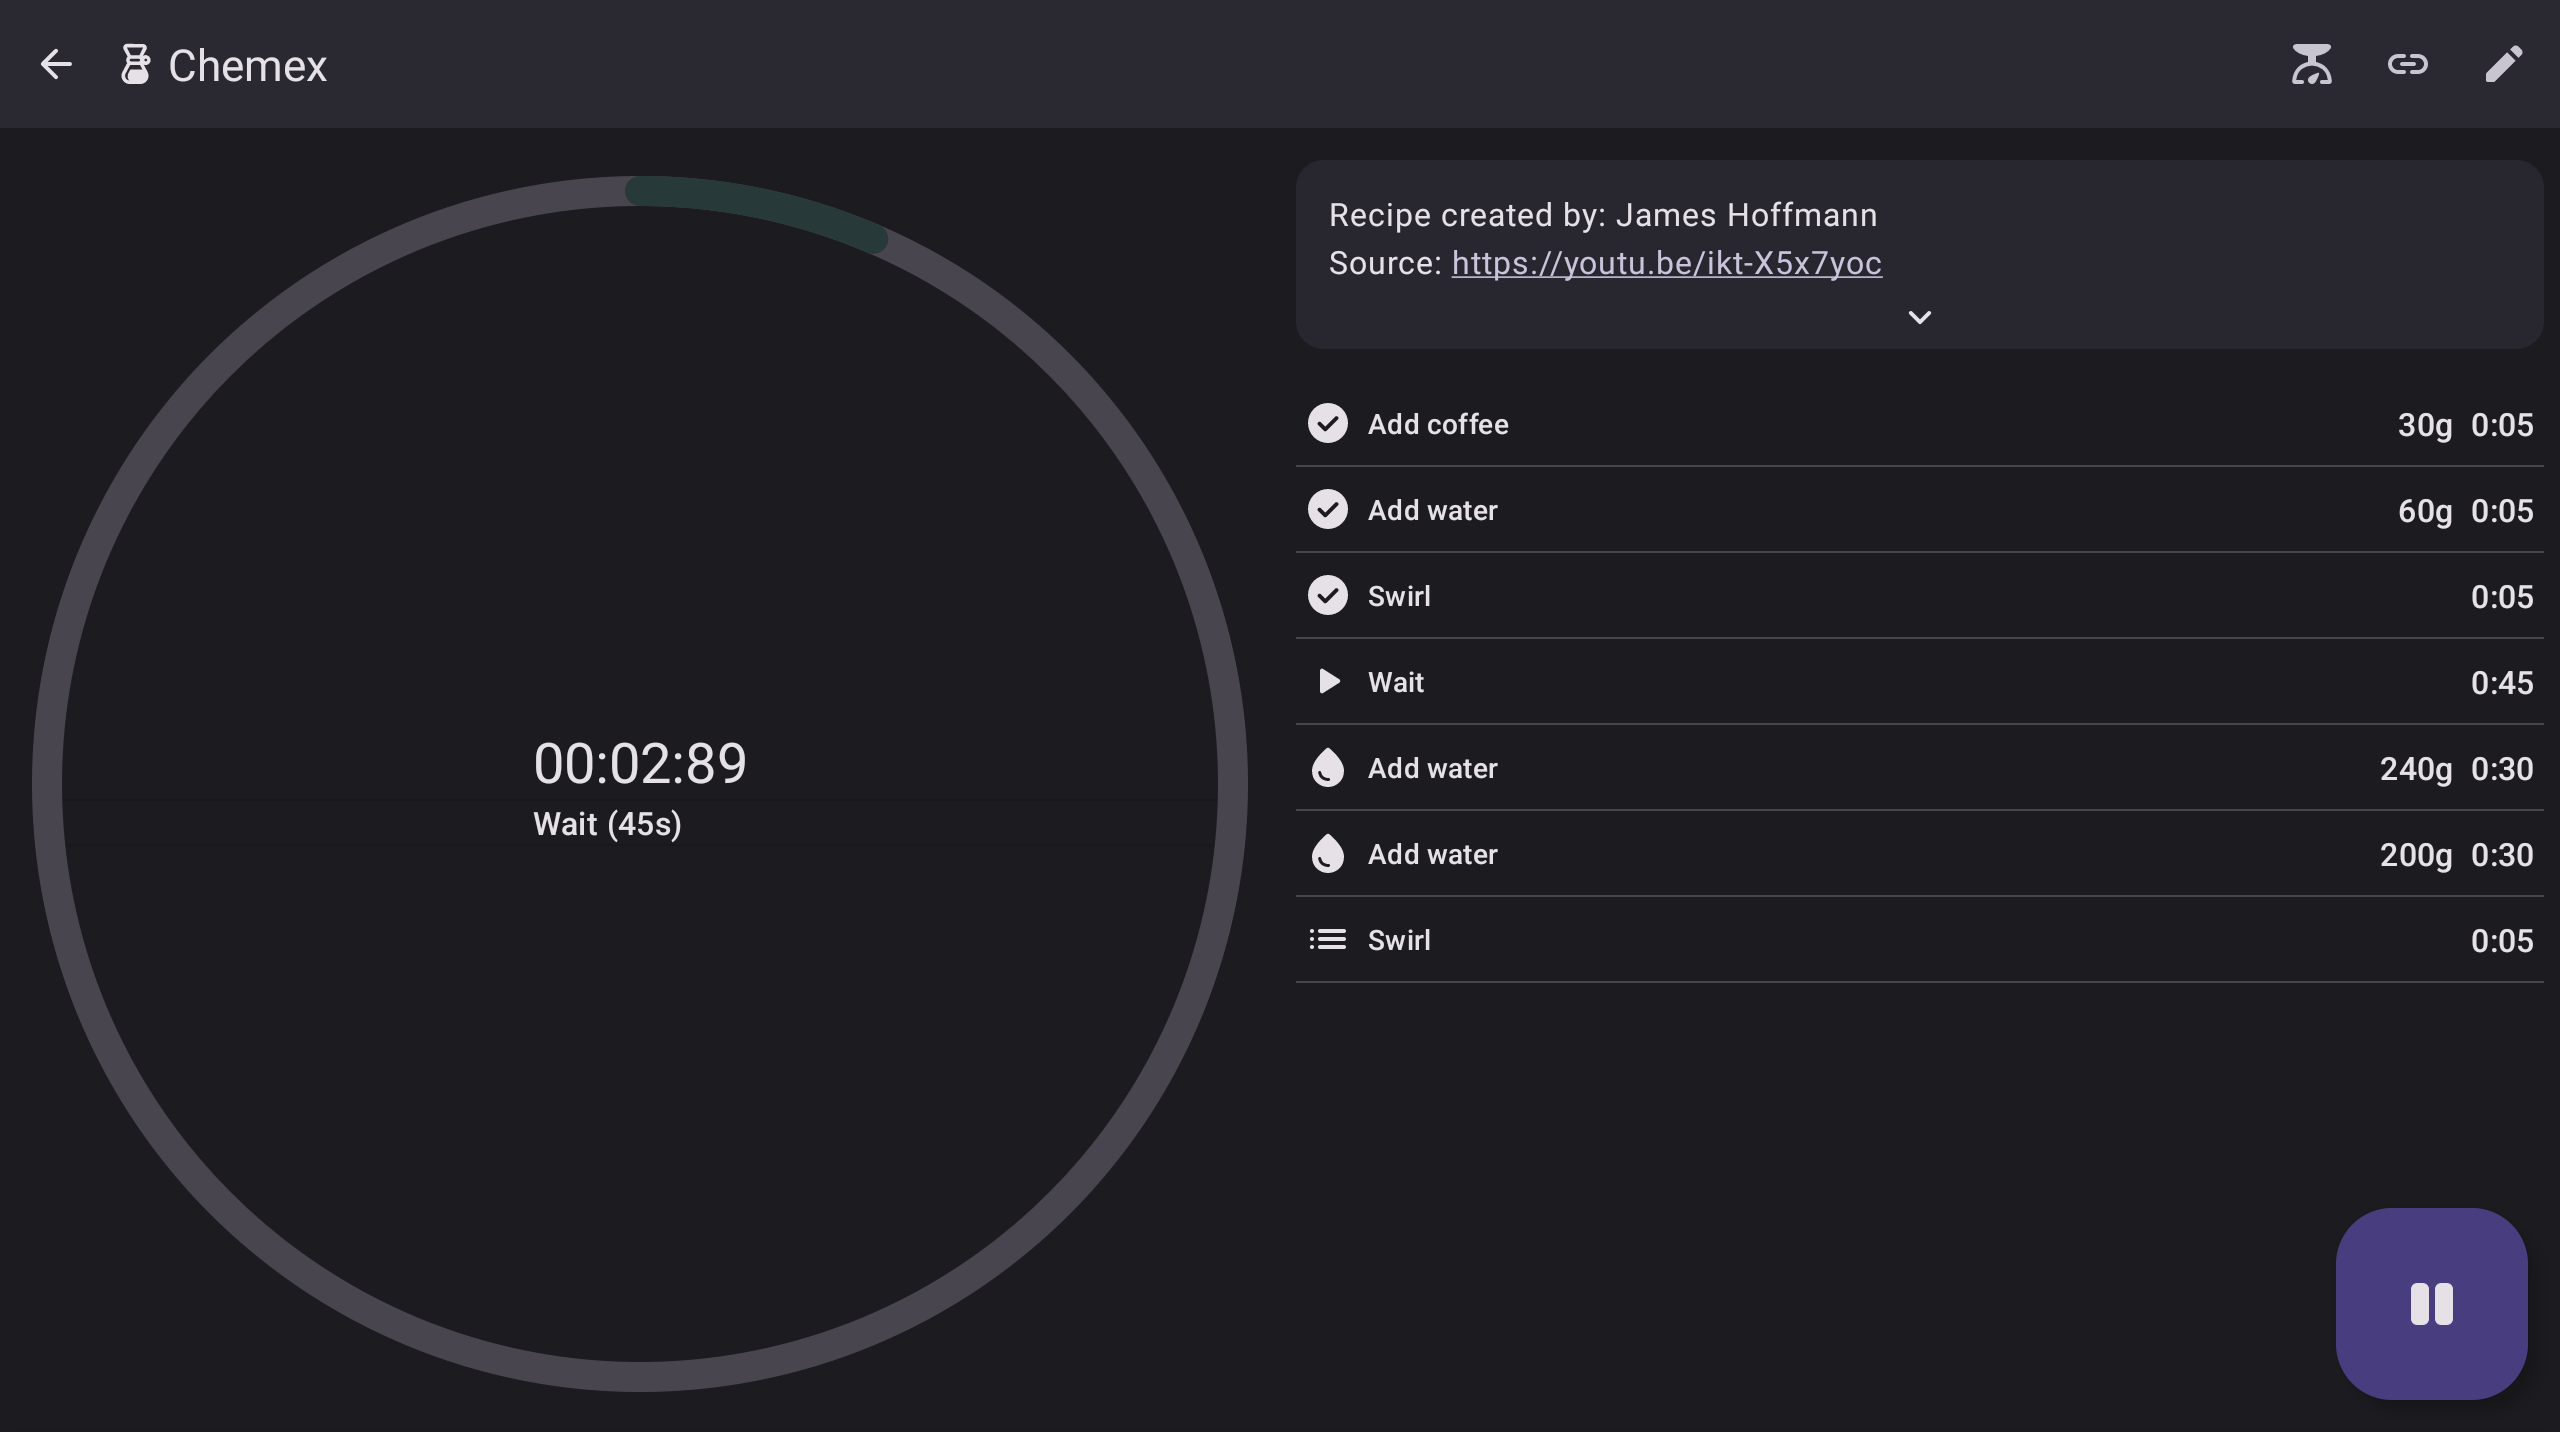 Chemex
Recipe created by: James Hoffmann
Source: https://youtu.be/ikt-X5x7yoc
Add coffee 30g 0:05
Add water 60g 0:05
Swirl 0:05
Wait 0:45
Add water 240g 0:30
Add water 200g 0:30
Swirl 0:05
00:02:89
Wait (45s)